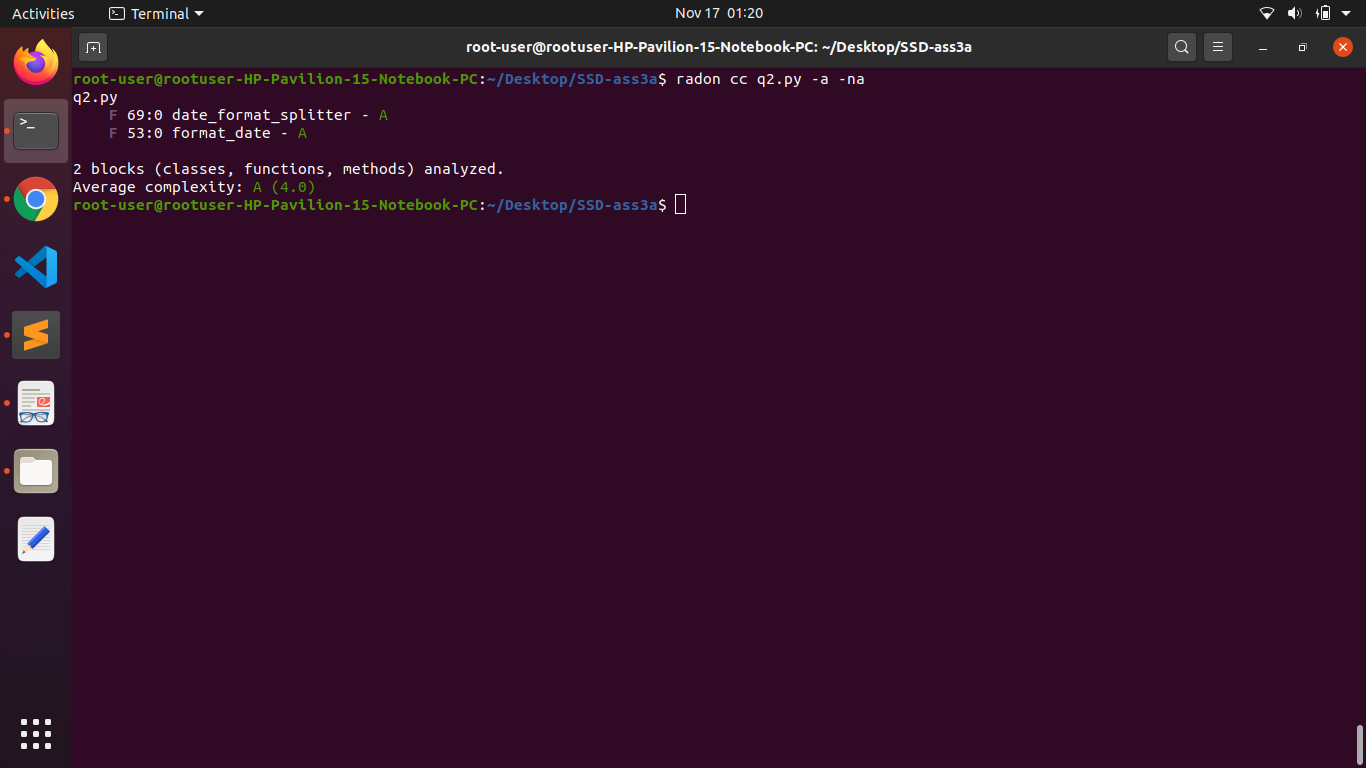 Activities
Terminal
Nov 17 01:20
root-user@rootuser-HP-Pavilion-15-Notebook-PC: ~/Desktop/SSD-ass3a
root-user@rootuser-HP-Pavilion-15-Notebook-PC:~/Desktop/SSD-ass3a$ radon cc q2.py -a -na
q2.py
    F 69:0 date_format_splitter - A
    F 53:0 format_date - A
2 blocks (classes, functions, methods) analyzed.
Average complexity: A (4.0)
root-user@rootuser-HP-Pavilion-15-Notebook-PC:~/Desktop/SSD-ass3a$